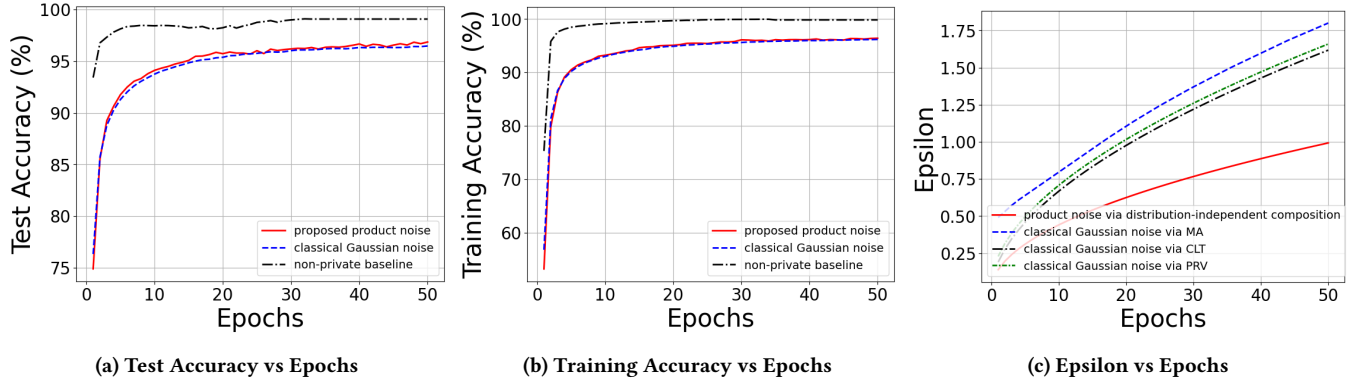 Test Accuracy (%)
100
95
90
85
80
75
0
10
20
30
40
50
Epochs
proposed product noise
classical Gaussian noise
non-private baseline
(a) Test Accuracy vs Epochs
Training Accuracy (%)
100
90
80
70
60
0
10
20
30
40
50
Epochs
proposed product noise
classical Gaussian noise
non-private baseline
(b) Training Accuracy vs Epochs
Epsilon
1.75
1.50
1.25
1.00
0.75
0.50
0.25
0
10
20
30
40
50
Epochs
product noise via distribution-independent composition
classical Gaussian noise via MA
classical Gaussian noise via CLT
classical Gaussian noise via PRV
(c) Epsilon vs Epochs